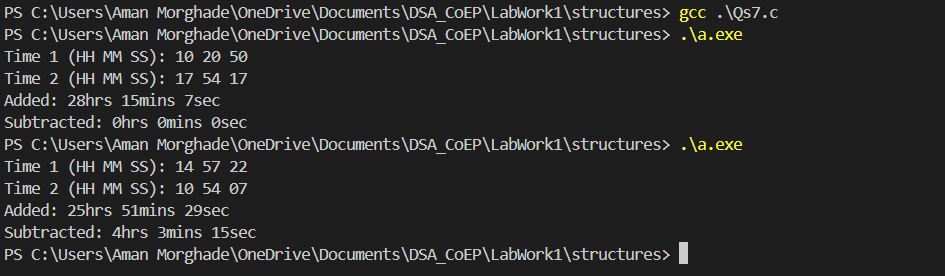 PS C:\Users\Aman Morghade\OneDrive\Documents\DSA_CoEP\LabWork1\structures> gcc .\Qs7.c
PS C:\Users\Aman Morghade\OneDrive\Documents\DSA_CoEP\LabWork1\structures> .\a.exe
Time 1 (HH MM SS): 10 20 50
Time 2 (HH MM SS): 17 54 17
Added: 28hrs 15mins 7sec
Subtracted: 0hrs 0mins 0sec
PS C:\Users\Aman Morghade\OneDrive\Documents\DSA_CoEP\LabWork1\structures> .\a.exe
Time 1 (HH MM SS): 14 57 22
Time 2 (HH MM SS): 10 54 07
Added: 25hrs 51mins 29sec
Subtracted: 4hrs 3mins 15sec
PS C:\Users\Aman Morghade\OneDrive\Documents\DSA_CoEP\LabWork1\structures>